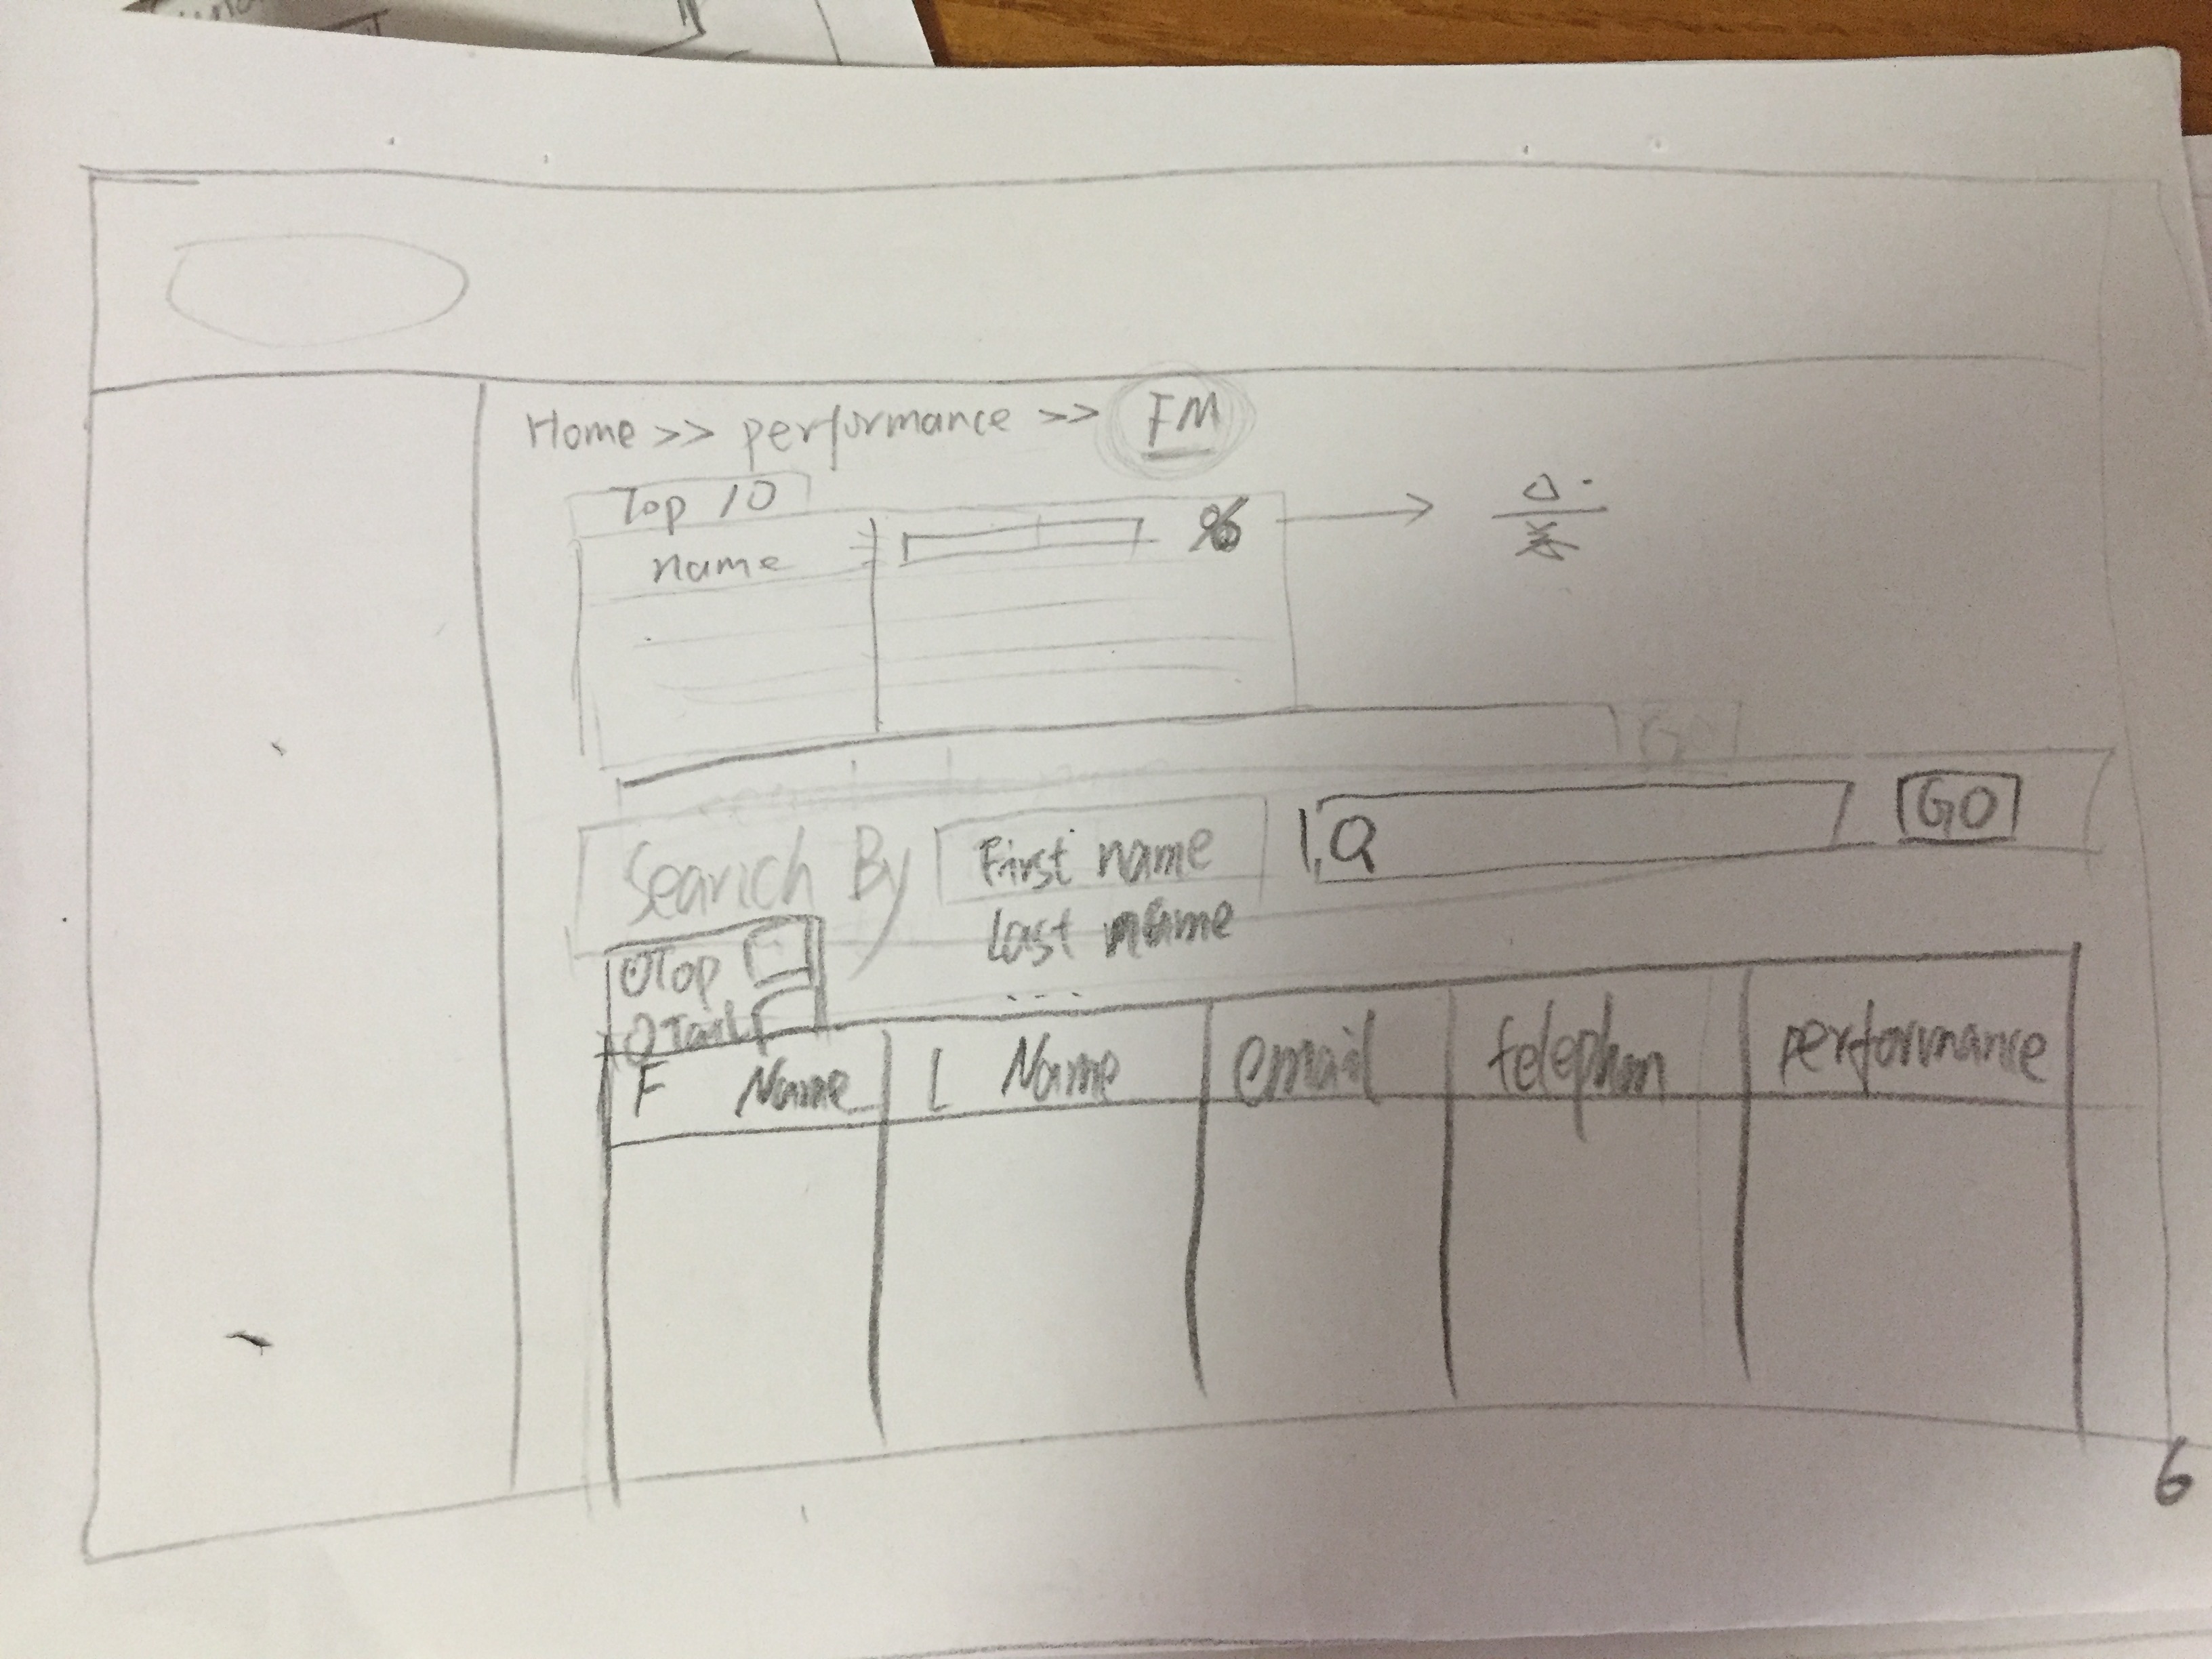 Home >> performance >> FM
Top 10
name %
Search By First name Q GO
Last name
Top
Tail
...
F Name L Name email telephon performance
6